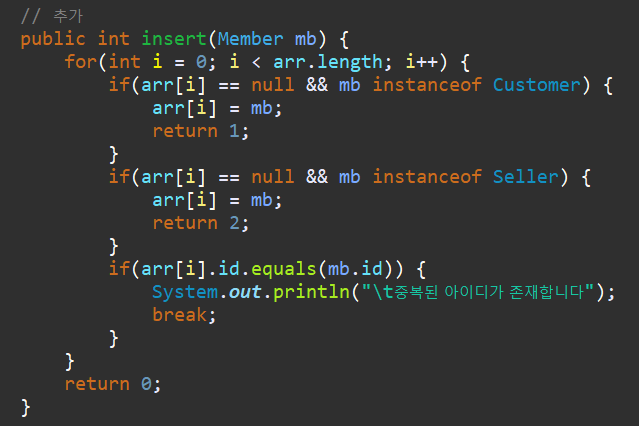 // 추가
public int insert(Member mb) {
    for(int i = 0; i < arr.length; i++) {
        if(arr[i] == null && mb instanceof Customer) {
            arr[i] = mb;
            return 1;
        }
        if(arr[i] == null && mb instanceof Seller) {
            arr[i] = mb;
            return 2;
        }
        if(arr[i].id.equals(mb.id)) {
            System.out.println("\t중복된 아이디가 존재합니다");
            break;
        }
    }
    return 0;
}